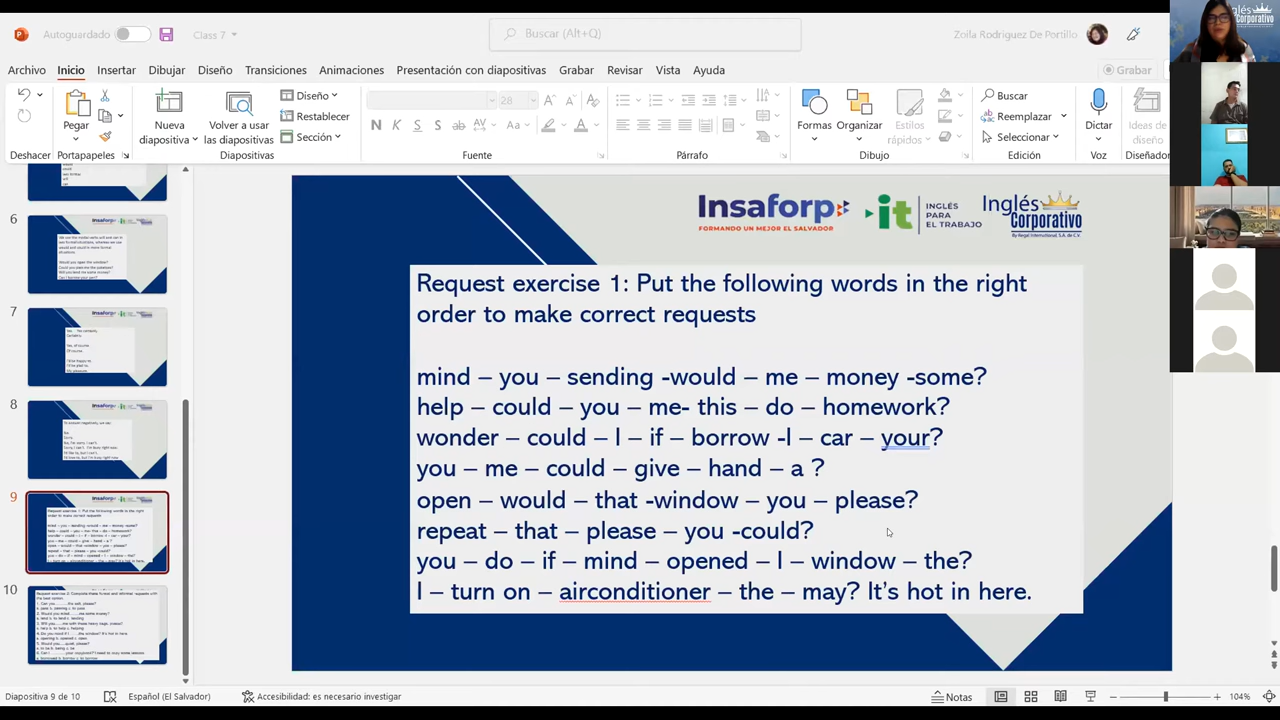 Autoguardado
Class 7
Buscar (Alt+Q)
Zoila Rodriguez De Portillo
Inglés
Corporativo
Archivo Inicio Insertar Dibujar Diseño Transiciones Animaciones Presentación con diapositivas Grabar Revisar Vista Ayuda
Grabar
Pegar
Nueva diapositiva
Volver a usar las diapositivas
Diseño
Restablecer
Sección
28
N K S S ab AV Aa A
Formas
Organizar
Estilos rápidos
Buscar
Reemplazar
Seleccionar
Dictar
Ideas de diseño
Deshacer Portapapeles Diapositivas Fuente Párrafo Dibujo Edición Voz Diseñador
6
7
8
9
10
Insaforp
FORMANDO UN MEJOR EL SALVADOR
it
INGLÉS
PARA
EL TRABAJO
Inglés
Corporativo
Request exercise 1: Put the following words in the right
order to make correct requests
mind – you – sending -would – me – money -some?
help – could – you – me- this – do – homework?
wonder – could – I – if – borrow I – car – your?
you – me – could – give – hand – a ?
open – would – that -window – you – please?
repeat – that – please – you -could?
you – do – if – mind – opened – I – window – the?
I – turn on – airconditioner – the – may? It's hot in here.
Diapositiva 9 de 10
Español (El Salvador)
Accesibilidad: es necesario investigar
Notas
104%